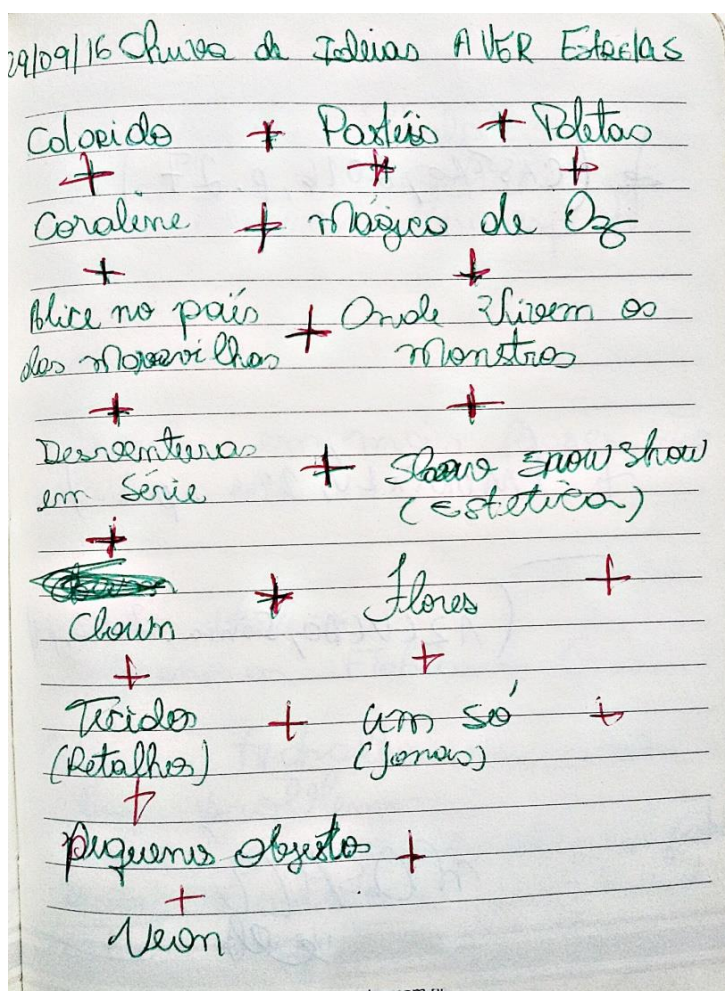 29/09/16 Chuva de Ideias A VER Estrelas
Colorido + Pastéis + Paletas
+ + +
Coraline + Mágico de Oz
+ +
Alice no país + Onde Vivem os
das Maravilhas monstros
+ +
Desventuras + Slava snow show
em Série (Estética)
+
+ Flores +
Clown
+ +
Tecidos + um só +
(Retalhos) (Jonas)
+
pequenos objetos +
+
Neon